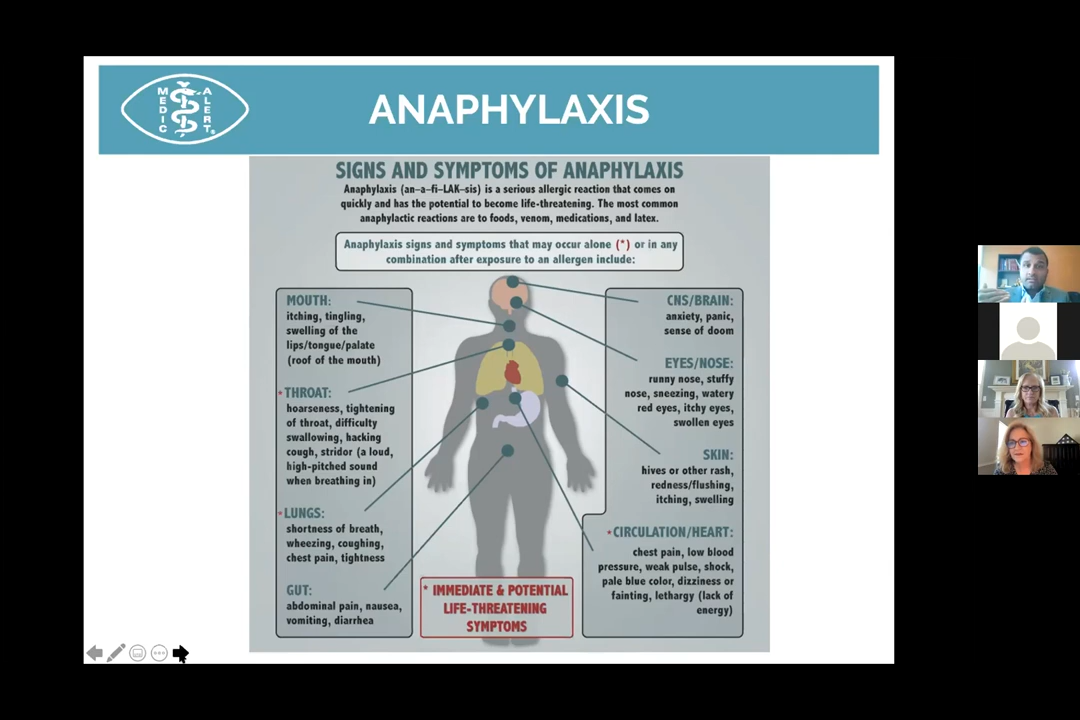 MEDIC ALERT®
ANAPHYLAXIS
SIGNS AND SYMPTOMS OF ANAPHYLAXIS
Anaphylaxis (an–a–fi–LAK–sis) is a serious allergic reaction that comes on
quickly and has the potential to become life-threatening. The most common
anaphylactic reactions are to foods, venom, medications, and latex.
Anaphylaxis signs and symptoms that may occur alone (*) or in any
combination after exposure to an allergen include:
MOUTH:
itching, tingling,
swelling of the
lips/tongue/palate
(roof of the mouth)
*THROAT:
hoarseness, tightening
of throat, difficulty
swallowing, hacking
cough, stridor (a loud,
high-pitched sound
when breathing in)
*LUNGS:
shortness of breath,
wheezing, coughing,
chest pain, tightness
GUT:
abdominal pain, nausea,
vomiting, diarrhea
CNS/BRAIN:
anxiety, panic,
sense of doom
EYES/NOSE:
runny nose, stuffy
nose, sneezing, watery
red eyes, itchy eyes,
swollen eyes
SKIN:
hives or other rash,
redness/flushing,
itching, swelling
*CIRCULATION/HEART:
chest pain, low blood
pressure, weak pulse, shock,
pale blue color, dizziness or
fainting, lethargy (lack of
energy)
* IMMEDIATE & POTENTIAL
LIFE-THREATENING
SYMPTOMS